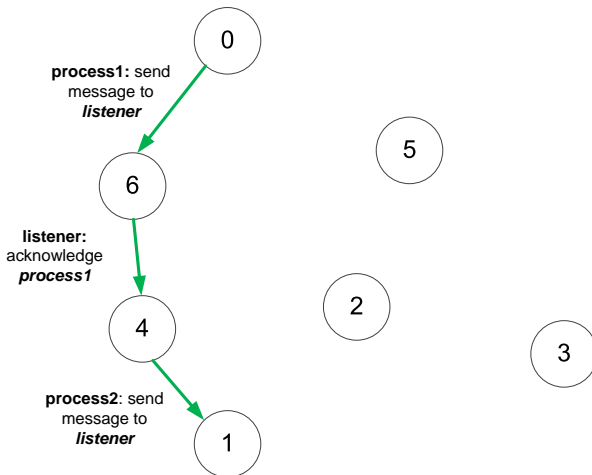 0
process1: send
message to
listener
5
6
listener:
acknowledge
process1
2
4
3
process2: send
message to
listener
1